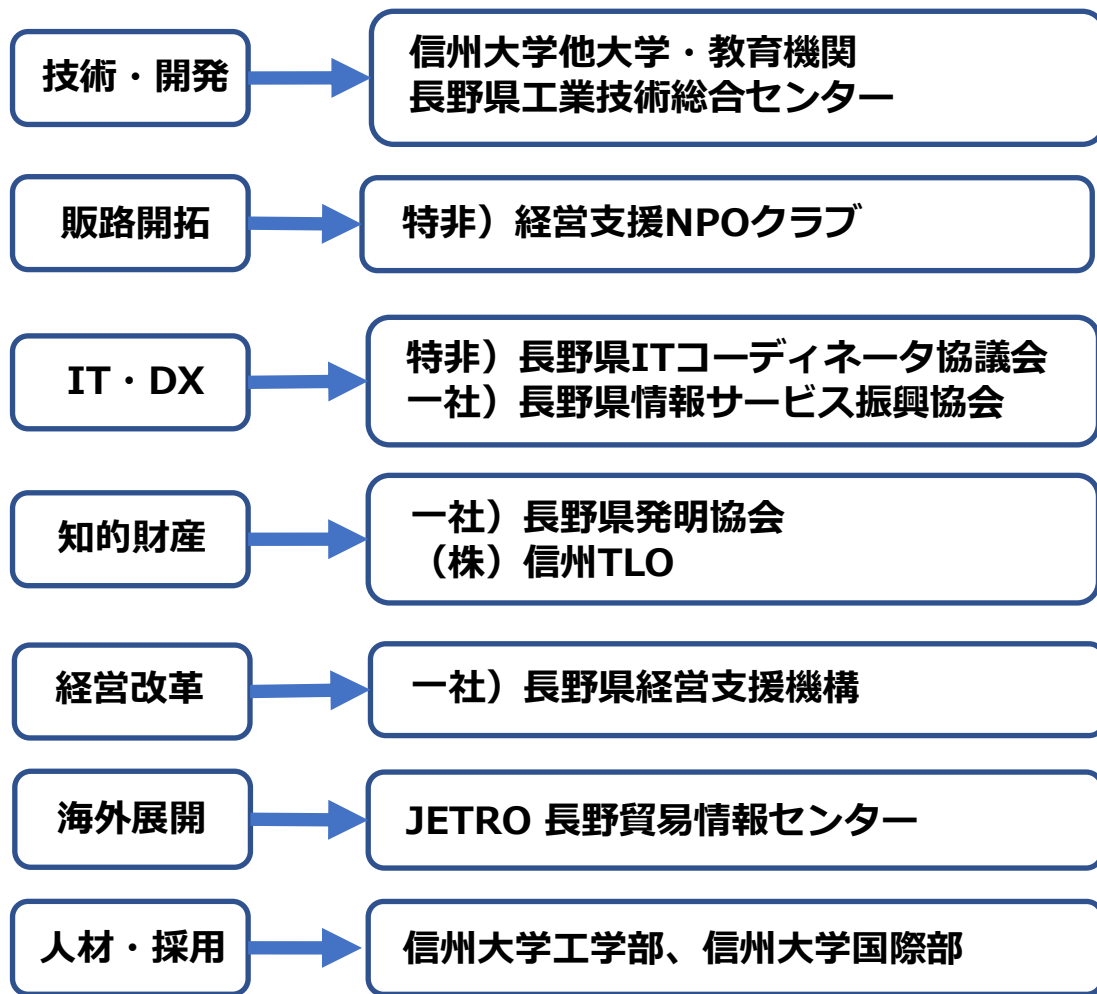 技術・開発
信州大学他大学・教育機関
長野県工業技術総合センター
販路開拓
特非）経営支援NPOクラブ
IT・DX
特非）長野県ITコーディネータ協議会
一社）長野県情報サービス振興協会
知的財産
一社）長野県発明協会
（株）信州TLO
経営改革
一社）長野県経営支援機構
海外展開
JETRO 長野貿易情報センター
人材・採用
信州大学工学部、信州大学国際部